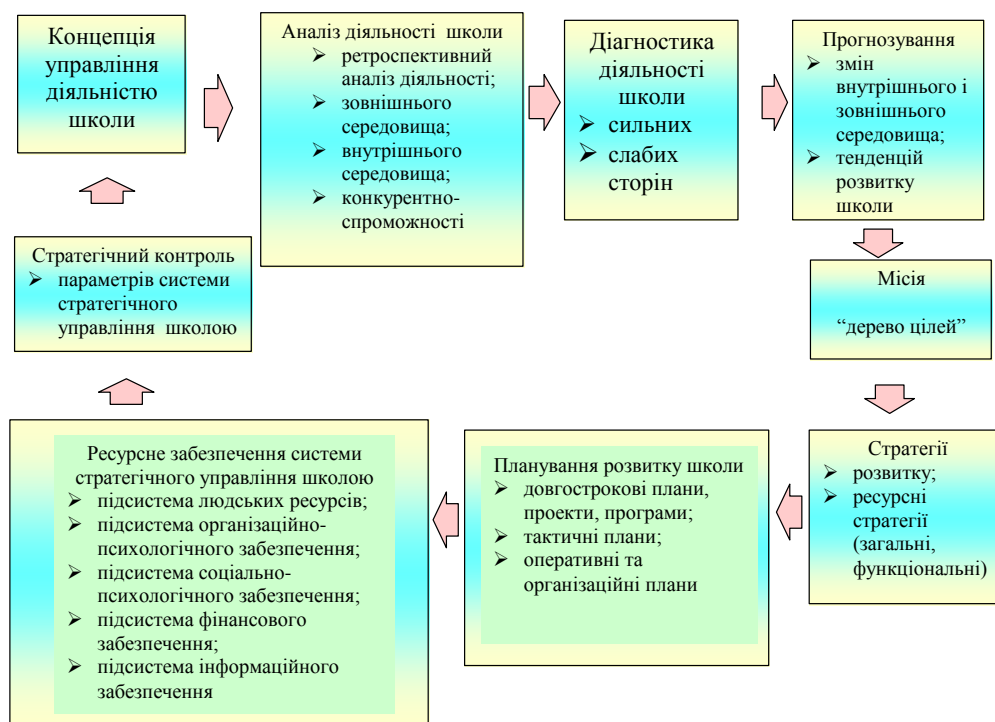 Концепція
управління
діяльністю
школи
Аналіз діяльності школи
➢ ретроспективний
аналіз діяльності;
➢ зовнішнього
середовища;
➢ внутрішнього
середовища;
➢ конкурентно-
спроможності
Діагностика
діяльності
школи
➢ сильних
➢ слабих
сторін
Прогнозування
➢ змін
внутрішнього і
зовнішнього
середовища;
➢ тенденцій
розвитку
школи
Місія
“дерево цілей”
Стратегії
➢ розвитку;
➢ ресурсні
стратегії
(загальні,
функціональні)
Планування розвитку школи
➢ довгострокові плани,
проекти, програми;
➢ тактичні плани;
➢ оперативні та
організаційні плани
Ресурсне забезпечення системи
стратегічного управління школою
➢ підсистема людських ресурсів;
➢ підсистема організаційно-
психологічного забезпечення;
➢ підсистема соціально-
психологічного забезпечення;
➢ підсистема фінансового
забезпечення;
➢ підсистема інформаційного
забезпечення
Стратегічний контроль
➢ параметрів системи
стратегічного
управління школою